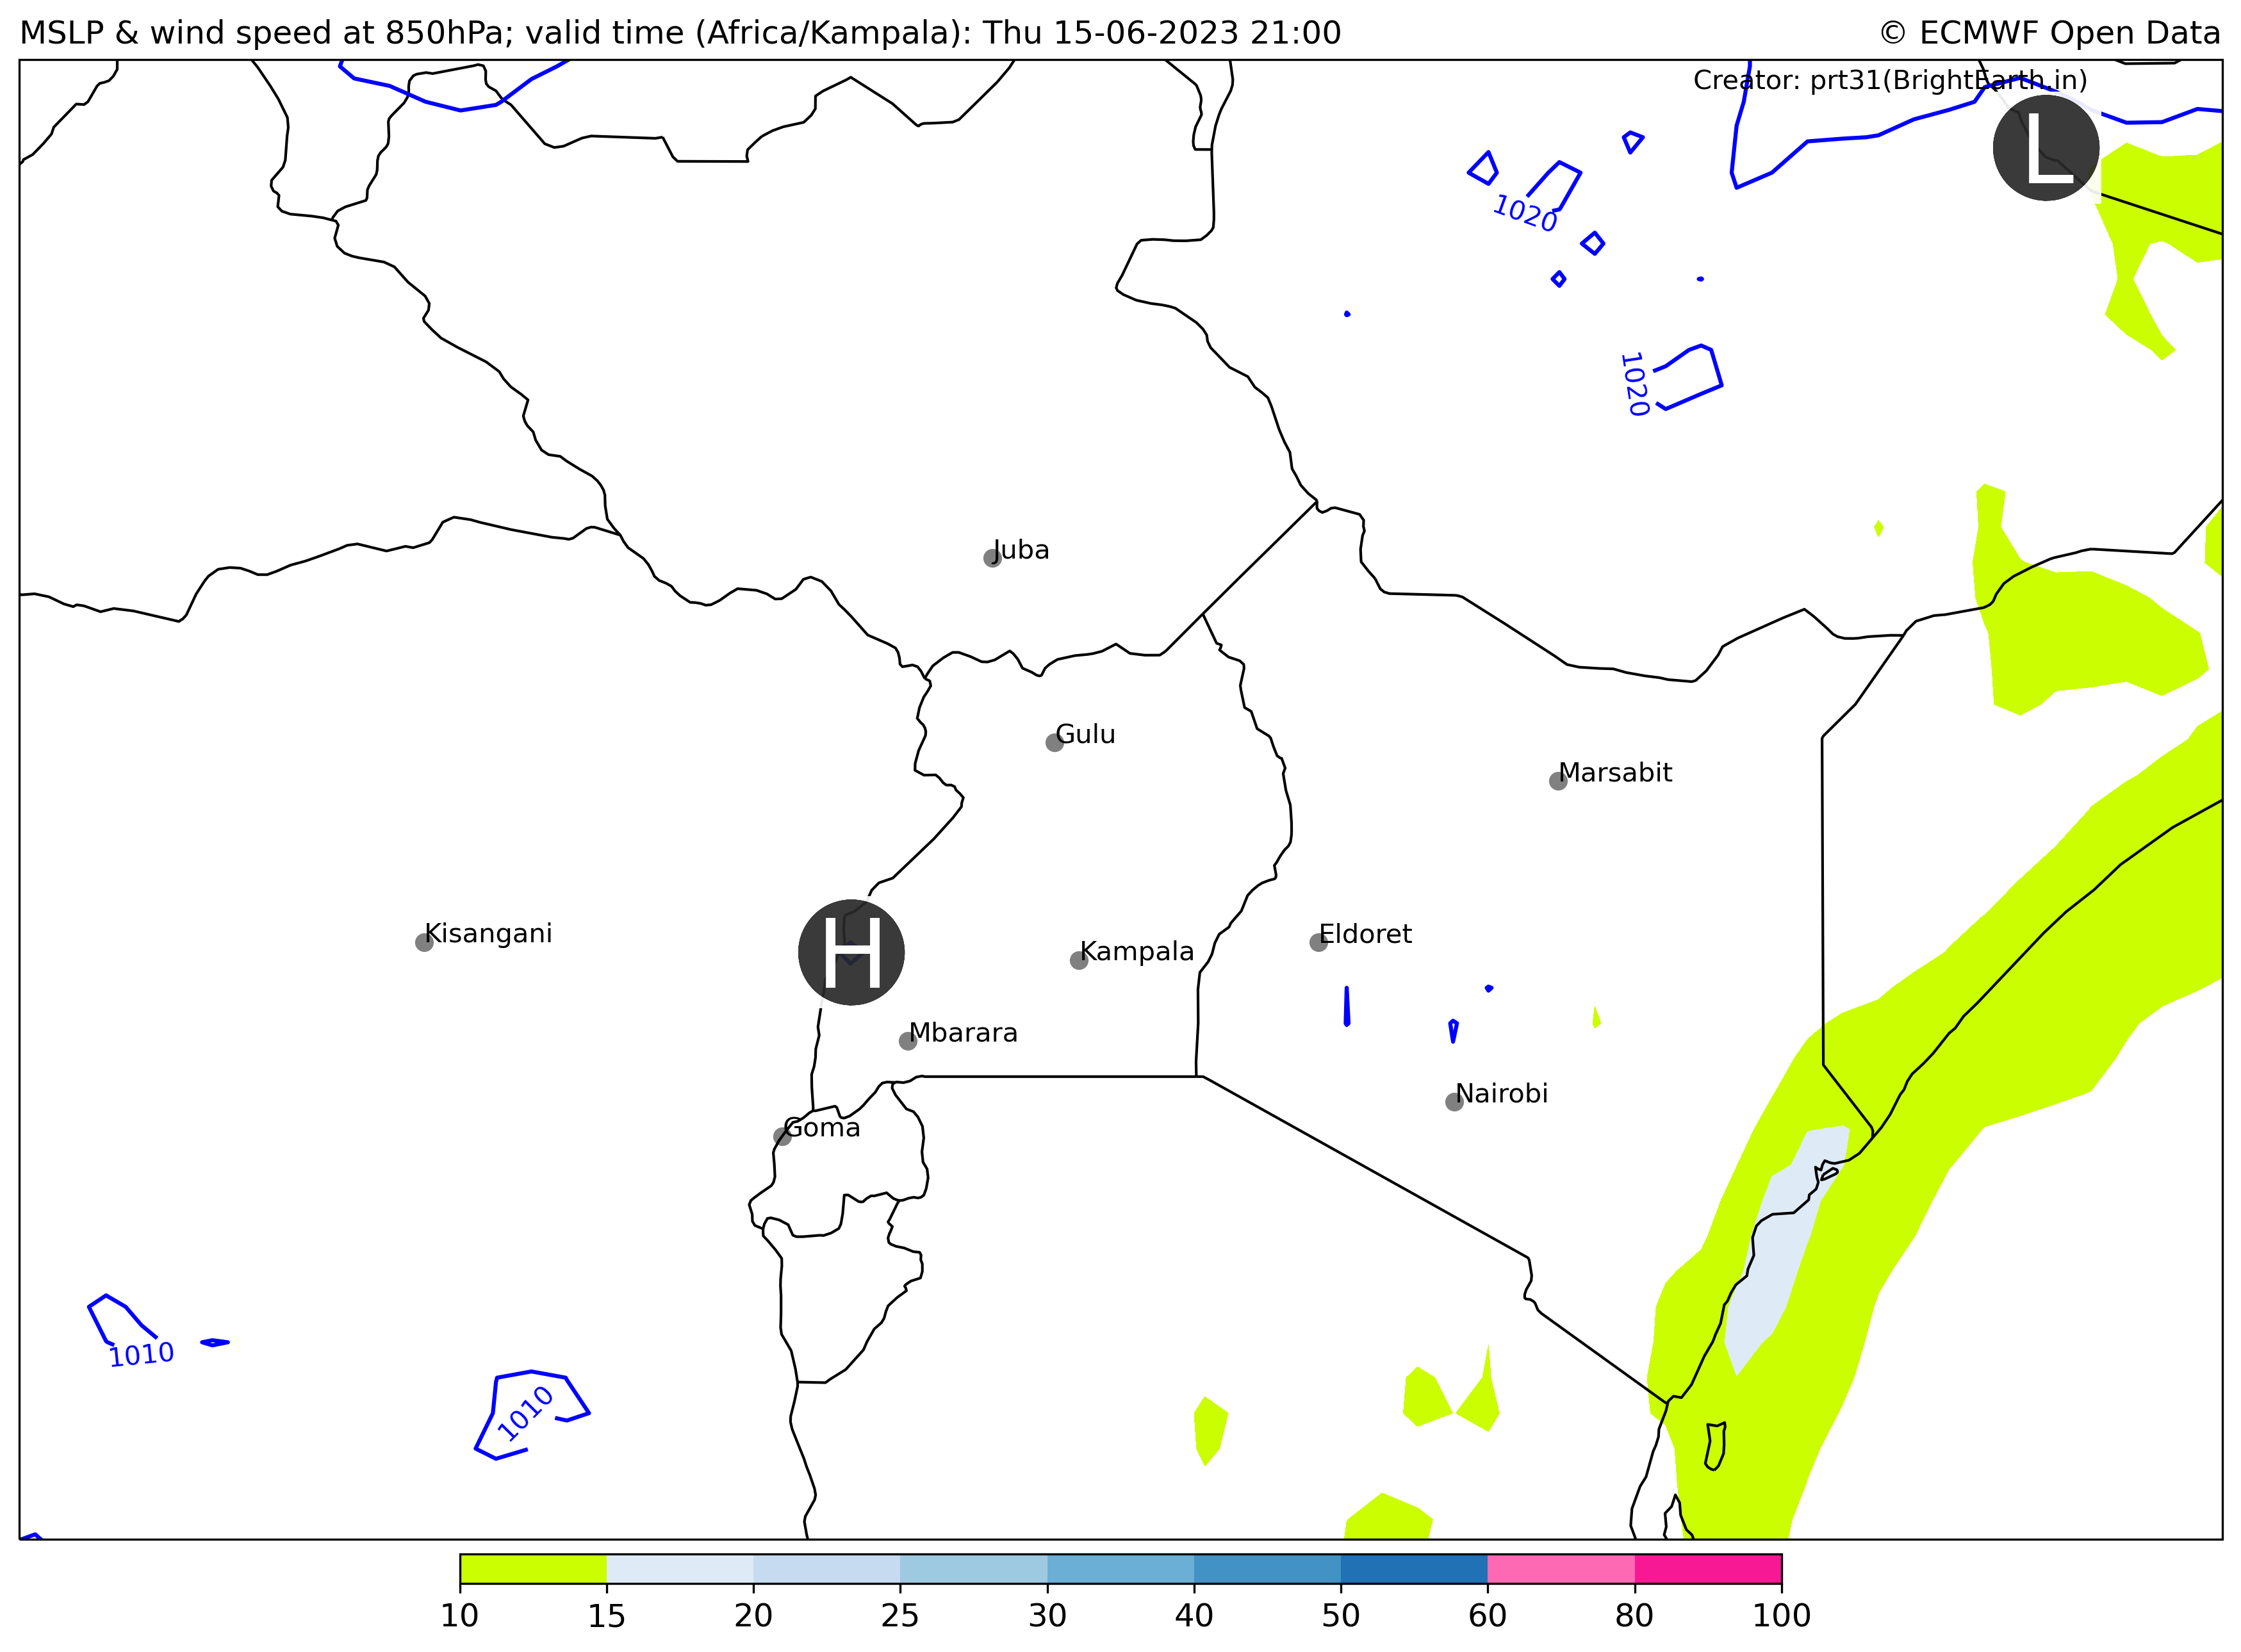 MSLP & wind speed at 850hPa; valid time (Africa/Kampala): Thu 15-06-2023 21:00
© ECMWF Open Data
Creator: prt31(BrightEarth.in)
L
1020
1020
Juba
Gulu
Marsabit
Kisangani
H
Kampala
Eldoret
Mbarara
Nairobi
Goma
1010
1010
10 15 20 25 30 40 50 60 80 100